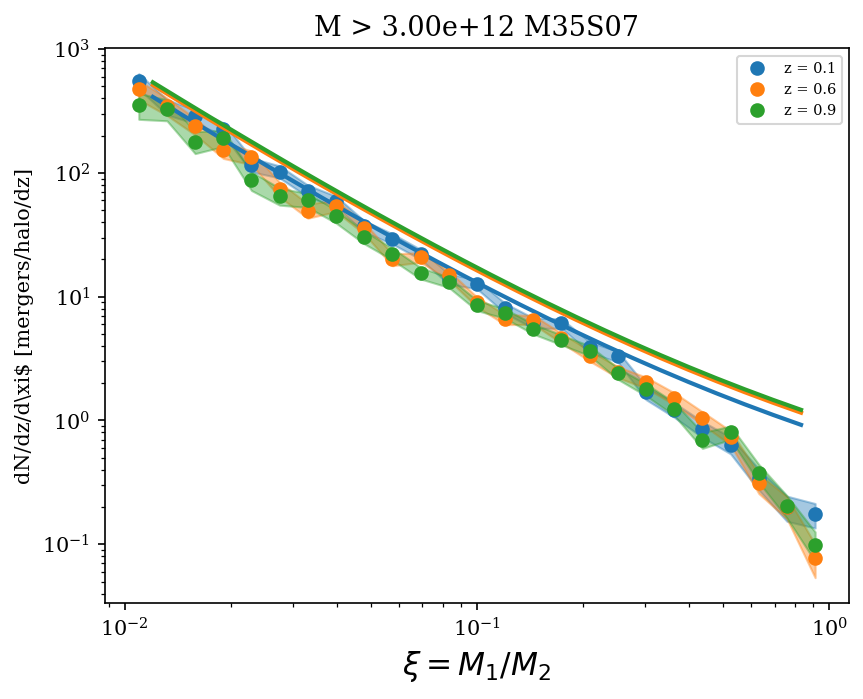 M > 3.00e+12 M35S07
z = 0.1
z = 0.6
z = 0.9
dN/dz/d\xi$ [mergers/halo/dz]
10³
10²
10¹
10⁰
10⁻¹
10⁻² 10⁻¹ 10⁰
ξ = M₁/M₂